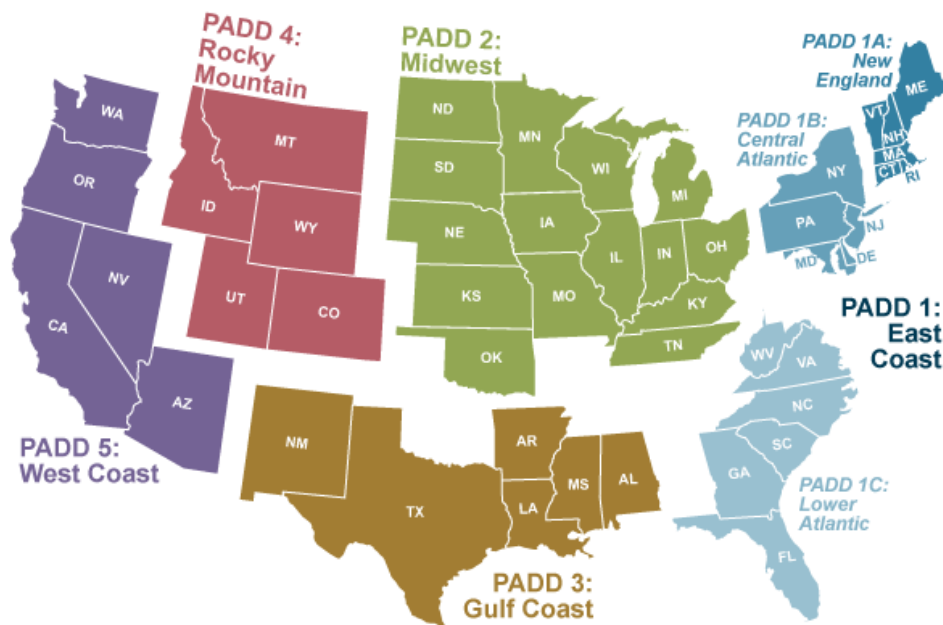 PADD 4:
Rocky
Mountain
PADD 2:
Midwest
PADD 1A:
New
England
PADD 1B:
Central
Atlantic
PADD 1:
East
Coast
PADD 1C:
Lower
Atlantic
PADD 5:
West Coast
PADD 3:
Gulf Coast
WA
OR
CA
NV
AZ
MT
ID
WY
UT
CO
ND
SD
NE
KS
OK
MN
IA
MO
WI
IL
MI
IN
OH
KY
TN
NM
TX
AR
LA
MS
AL
ME
VT
NH
MA
CT
RI
NY
PA
NJ
MD
DE
WV
VA
NC
SC
GA
FL